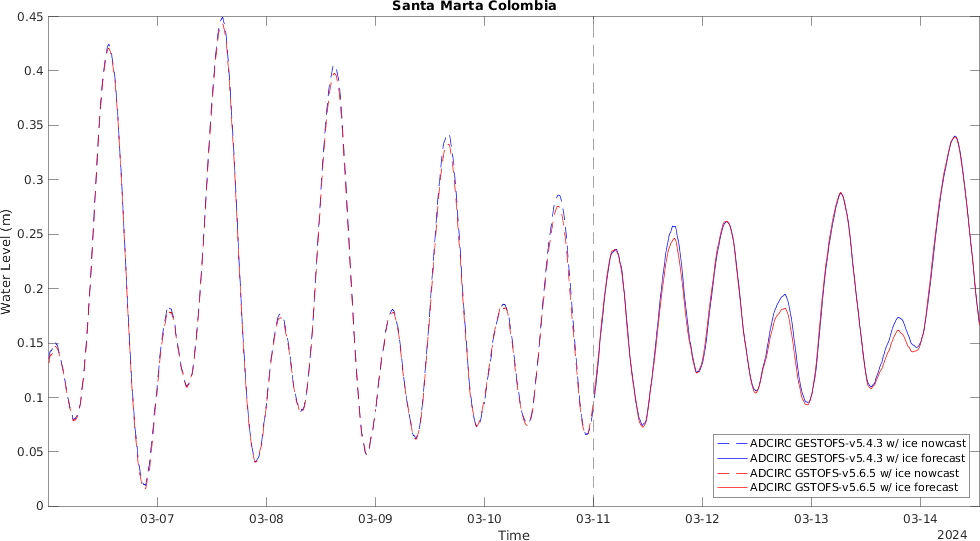 Santa Marta Colombia
0.45
0.4
0.35
0.3
0.25
0.2
0.15
0.1
0.05
0
Water Level (m)
03-07 03-08 03-09 03-10 03-11 03-12 03-13 03-14
Time
2024
ADCIRC GESTOFS-v5.4.3 w/ ice nowcast
ADCIRC GESTOFS-v5.4.3 w/ ice forecast
ADCIRC GSTOFS-v5.6.5 w/ ice nowcast
ADCIRC GSTOFS-v5.6.5 w/ ice forecast